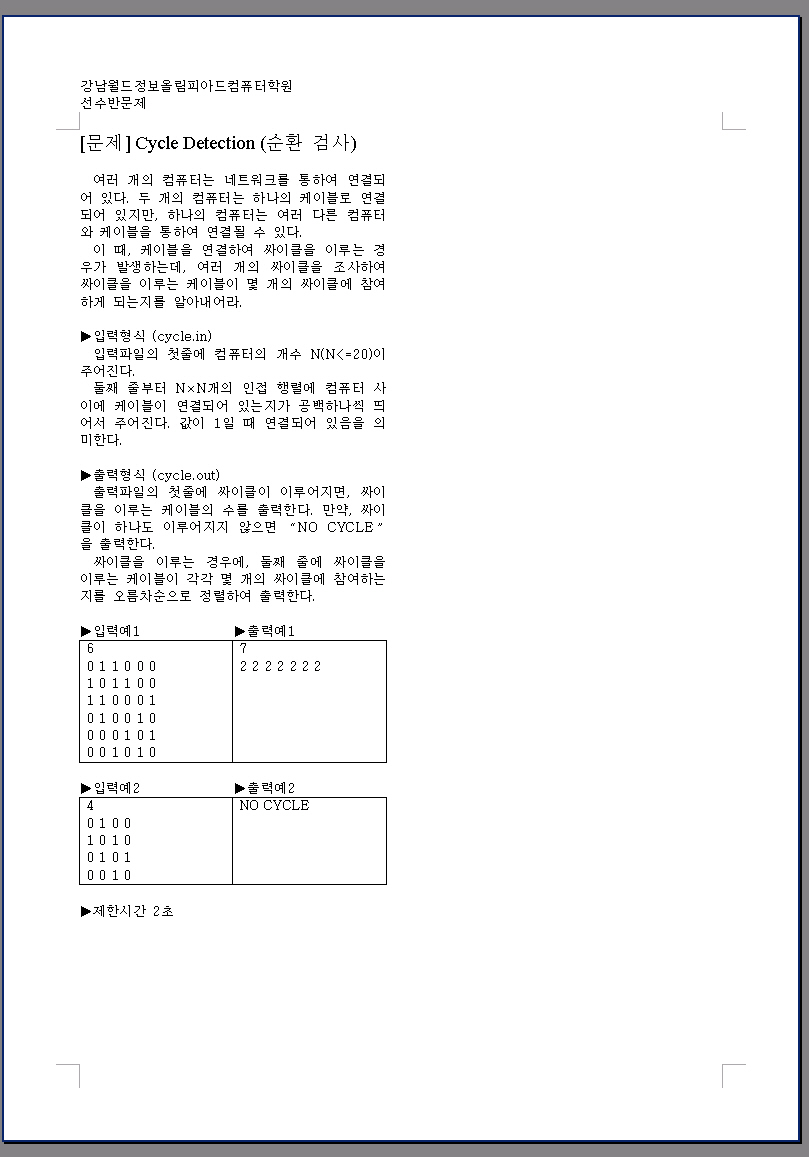 강남월드정보올림피아드컴퓨터학원
선수반문제
[문제] Cycle Detection (순환 검사)
여러 개의 컴퓨터는 네트워크를 통하여 연결되
어 있다. 두 개의 컴퓨터는 하나의 케이블로 연결
되어 있지만, 하나의 컴퓨터는 여러 다른 컴퓨터
와 케이블을 통하여 연결될 수 있다.
이 때, 케이블을 연결하여 싸이클을 이루는 경
우가 발생하는데, 여러 개의 싸이클을 조사하여
싸이클을 이루는 케이블이 몇 개의 싸이클에 참여
하게 되는지를 알아내어라.
▶입력형식 (cycle.in)
입력파일의 첫줄에 컴퓨터의 개수 N(N<=20)이
주어진다.
둘째 줄부터 N×N개의 인접 행렬에 컴퓨터 사
이에 케이블이 연결되어 있는지가 공백하나씩 띄
어서 주어진다. 값이 1일 때 연결되어 있음을 의
미한다.
▶출력형식 (cycle.out)
출력파일의 첫줄에 싸이클이 이루어지면, 싸이
클을 이루는 케이블의 수를 출력한다. 만약, 싸이
클이 하나도 이루어지지 않으면 “NO CYCLE”
을 출력한다.
싸이클을 이루는 경우에, 둘째 줄에 싸이클을
이루는 케이블이 각각 몇 개의 싸이클에 참여하는
지를 오름차순으로 정렬하여 출력한다.
▶입력예1 ▶출력예1
6 7
0 1 1 0 0 0 2 2 2 2 2 2 2
1 0 1 1 0 0
1 1 0 0 0 1
0 1 0 0 1 0
0 0 0 1 0 1
0 0 1 0 1 0
▶입력예2 ▶출력예2
4 NO CYCLE
0 1 0 0
1 0 1 0
0 1 0 1
0 0 1 0
▶제한시간 2초